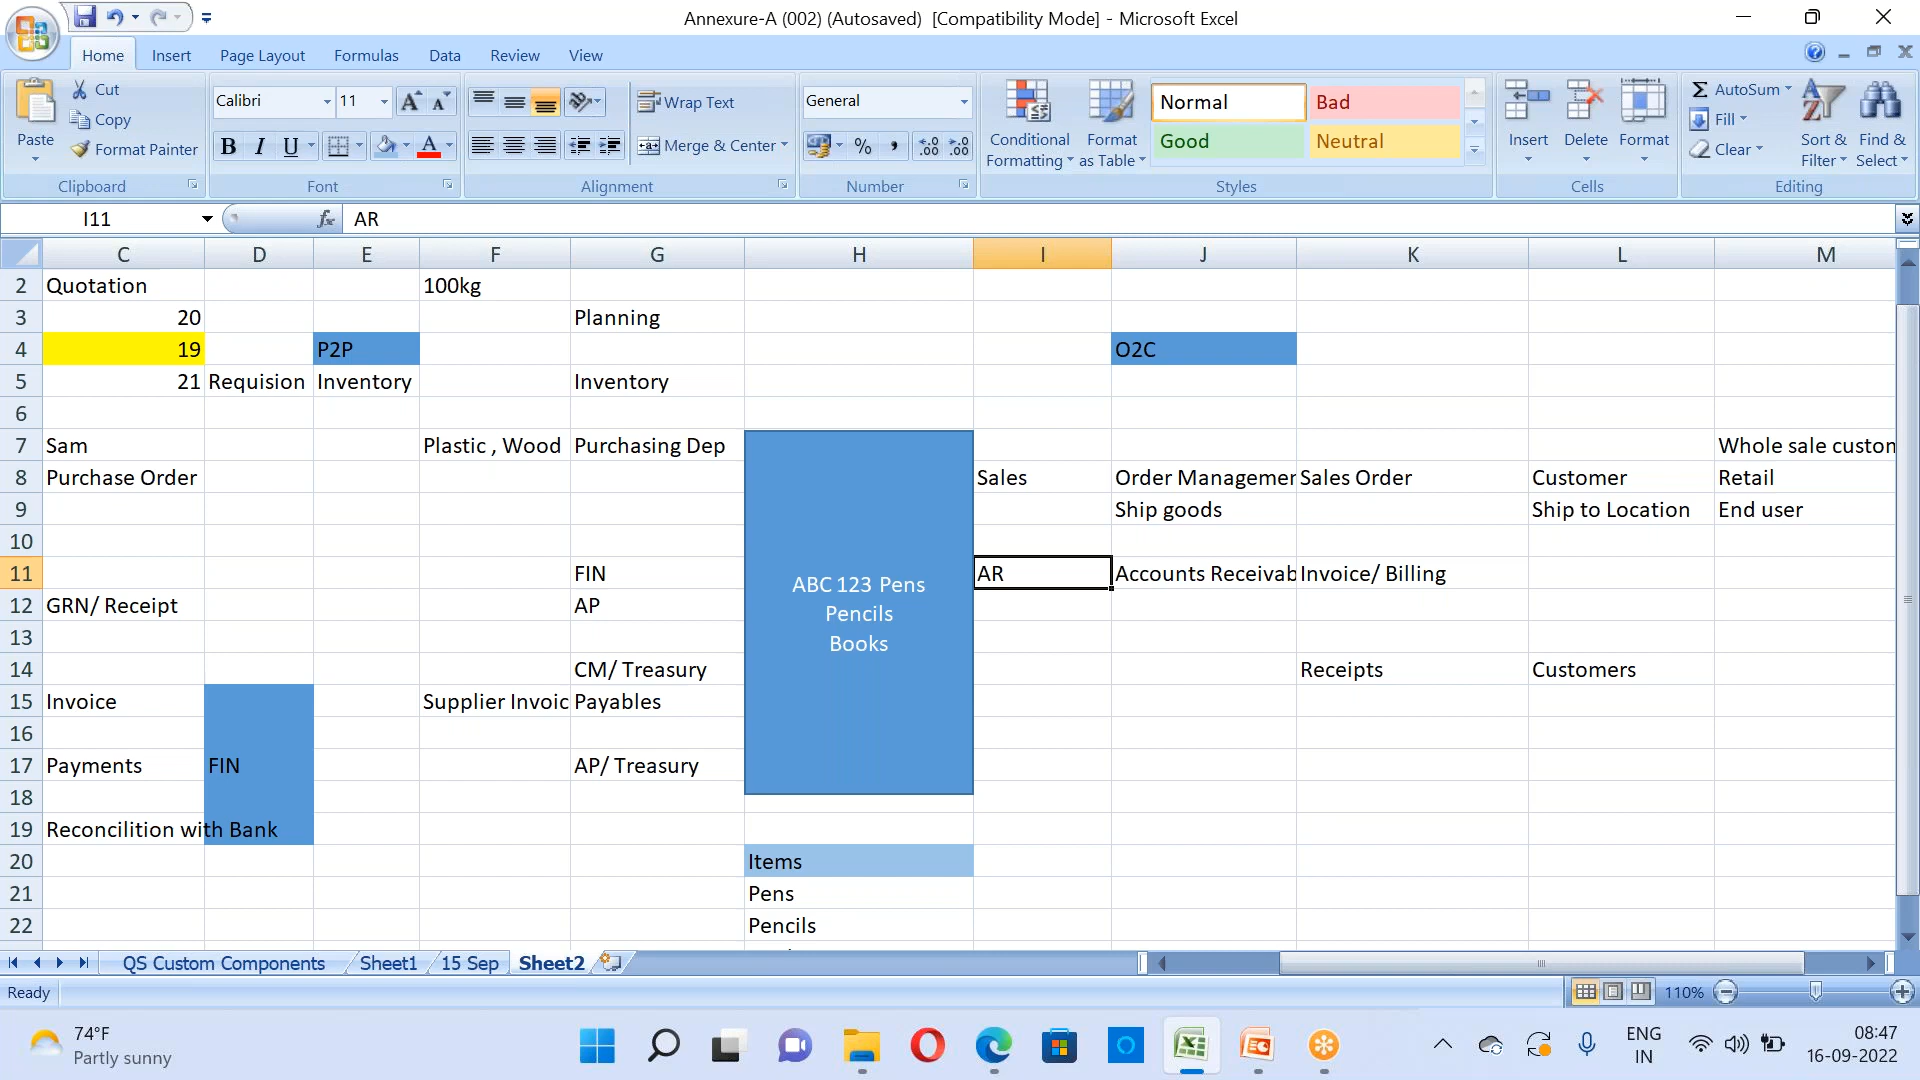 Annexure-A (002) (Autosaved) [Compatibility Mode] - Microsoft Excel
Home Insert Page Layout Formulas Data Review View
Paste Cut Copy Format Painter Clipboard
Calibri 11 B I U Font
Wrap Text Merge & Center Alignment
General % , .0 .00 .00 .0 Number
Conditional Formatting Format as Table Normal Bad Good Neutral Styles
Insert Delete Format Cells
Σ AutoSum Fill Clear Sort & Filter Find & Select Editing
I11 fx AR
C D E F G H I J K L M
2 Quotation 100kg
3 20 Planning
4 19 P2P O2C
5 21 Requision Inventory Inventory
6
7 Sam Plastic , Wood Purchasing Dep Whole sale custon
8 Purchase Order Sales Order Managemer Sales Order Customer Retail
9 Ship goods Ship to Location End user
10
11 FIN AR Accounts Receivab Invoice/ Billing
12 GRN/ Receipt AP
ABC 123 Pens
Pencils
Books
13
14 CM/ Treasury Receipts Customers
15 Invoice Supplier Invoic Payables
16
17 Payments FIN AP/ Treasury
18
19 Reconcilition with Bank
20 Items
21 Pens
22 Pencils
QS Custom Components Sheet1 15 Sep Sheet2
Ready 110%
74°F
Partly sunny
ENG
IN
08:47
16-09-2022